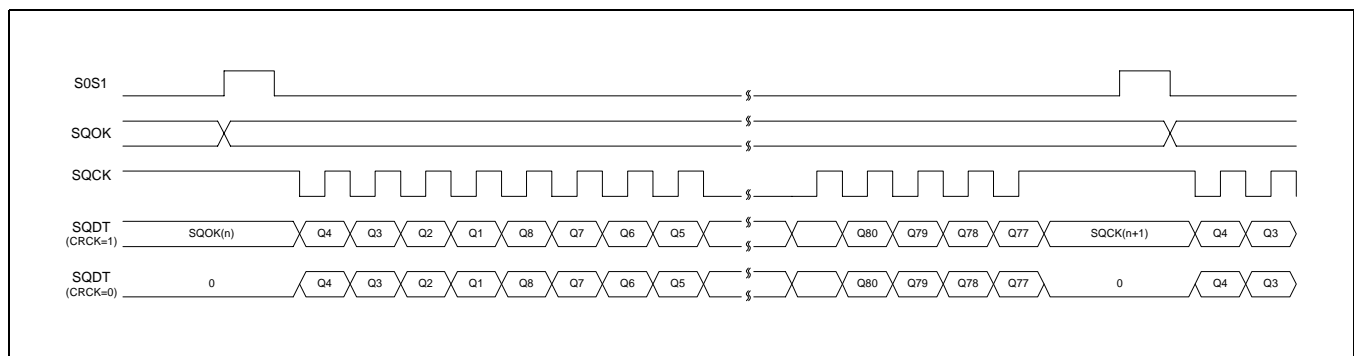 S0S1
SQOK
SQCK
SQDT
(CRCK=1)
SQOK(n) Q4 Q3 Q2 Q1 Q8 Q7 Q6 Q5 Q80 Q79 Q78 Q77 SQCK(n+1) Q4 Q3
SQDT
(CRCK=0)
0 Q4 Q3 Q2 Q1 Q8 Q7 Q6 Q5 Q80 Q79 Q78 Q77 0 Q4 Q3